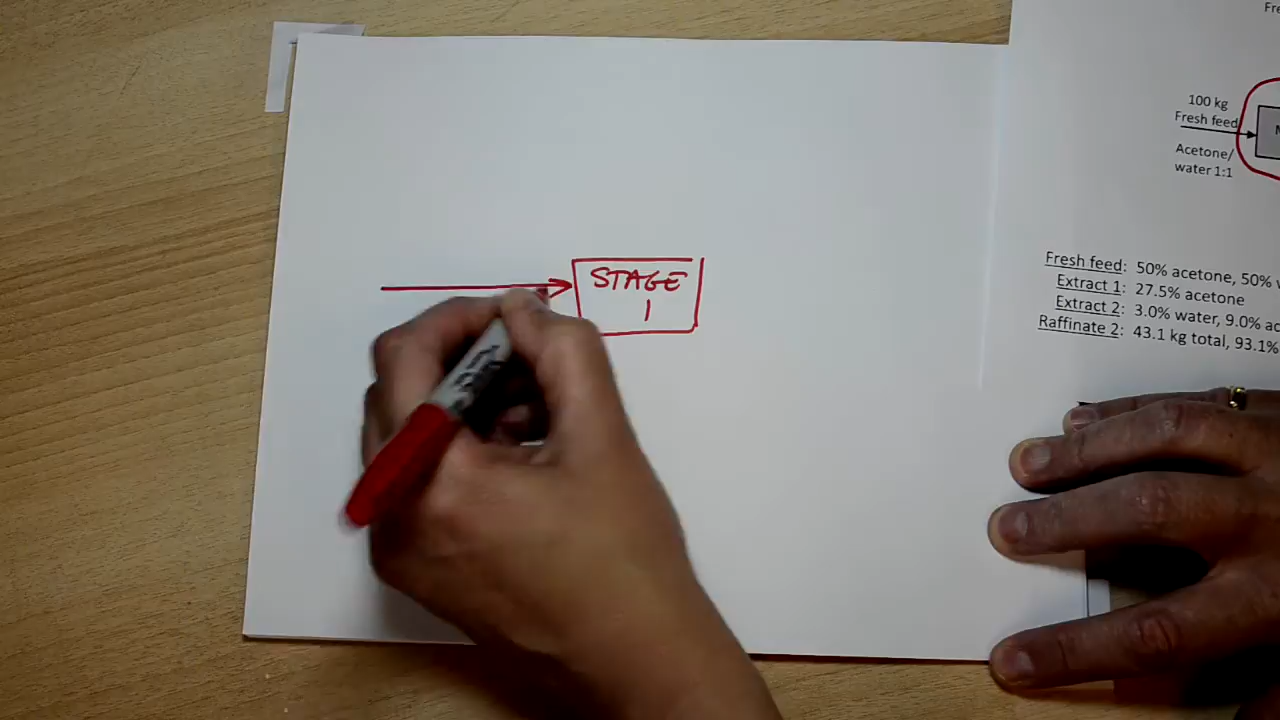 STAGE
1
100 kg
Fresh feed
Acetone/
water 1:1
Fresh feed: 50% acetone, 50%
Extract 1: 27.5% acetone
Extract 2: 3.0% water, 9.0%
Raffinate 2: 43.1 kg total, 93.1%